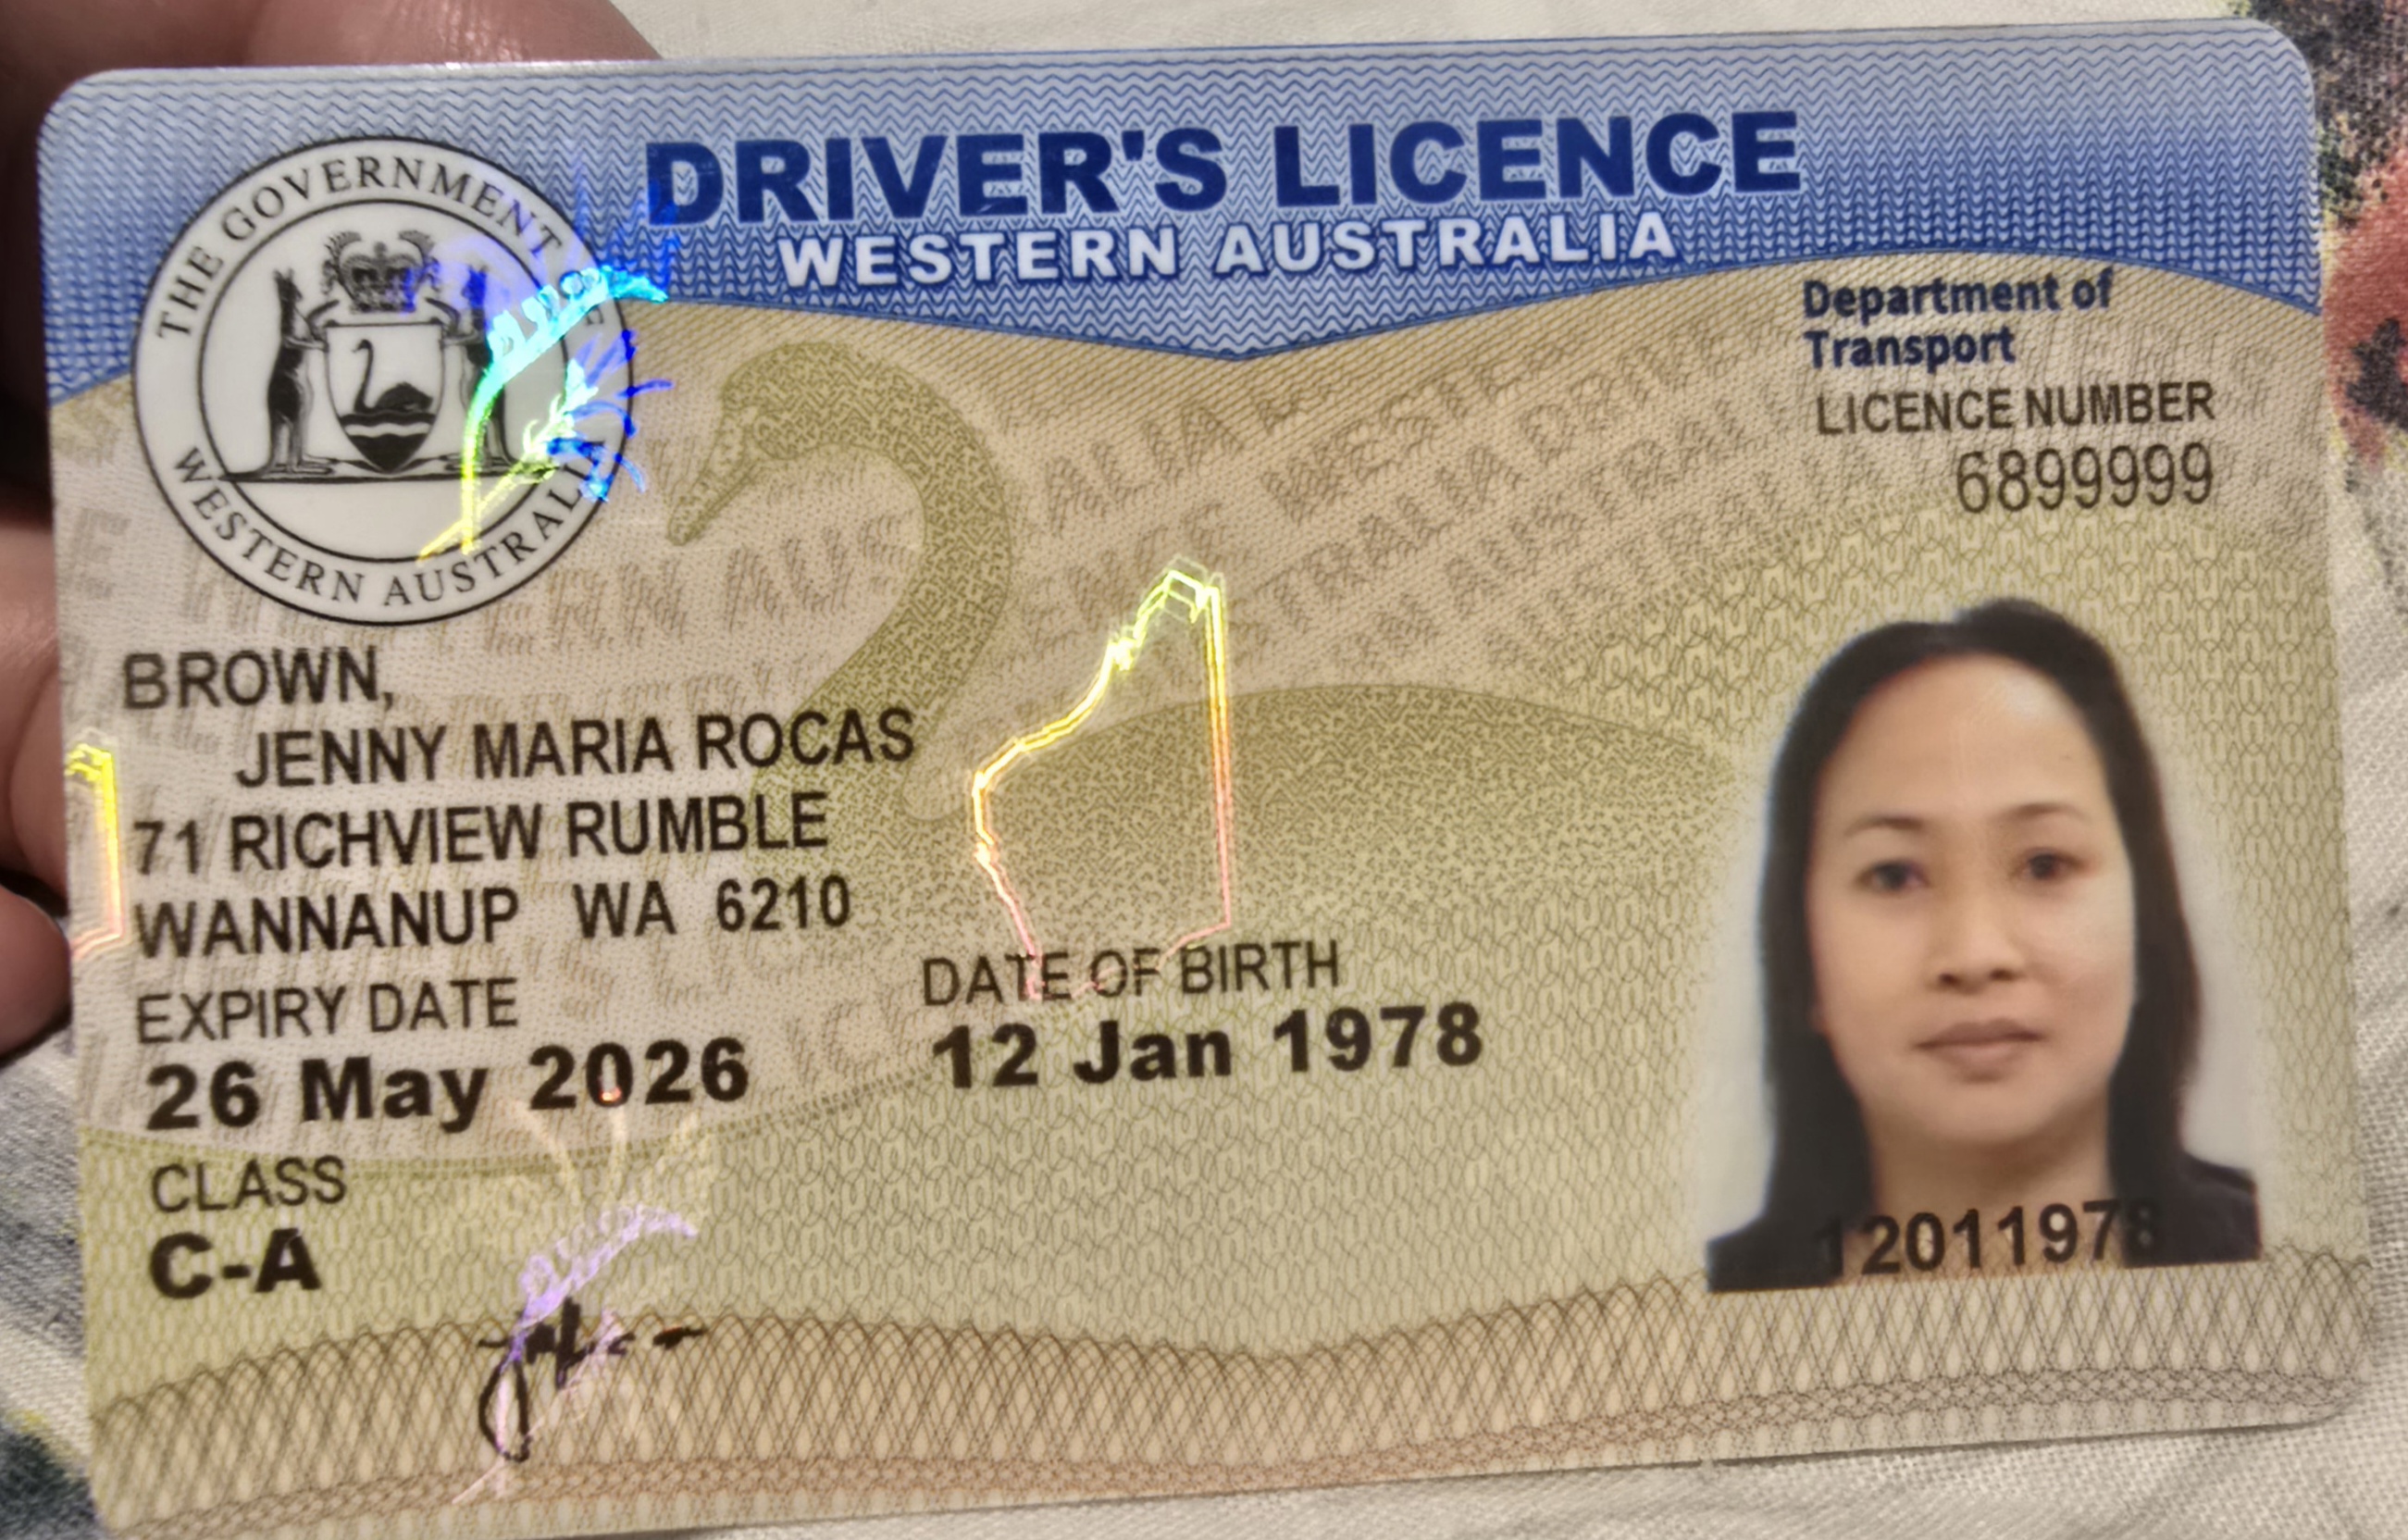 THE GOVERNMENT OF
WESTERN AUSTRALIA
DRIVER'S LICENCE
WESTERN AUSTRALIA
Department of
Transport
LICENCE NUMBER
6899999
BROWN,
JENNY MARIA ROCAS
71 RICHVIEW RUMBLE
WANNANUP WA 6210
EXPIRY DATE
26 May 2026
DATE OF BIRTH
12 Jan 1978
CLASS
C-A
12011978